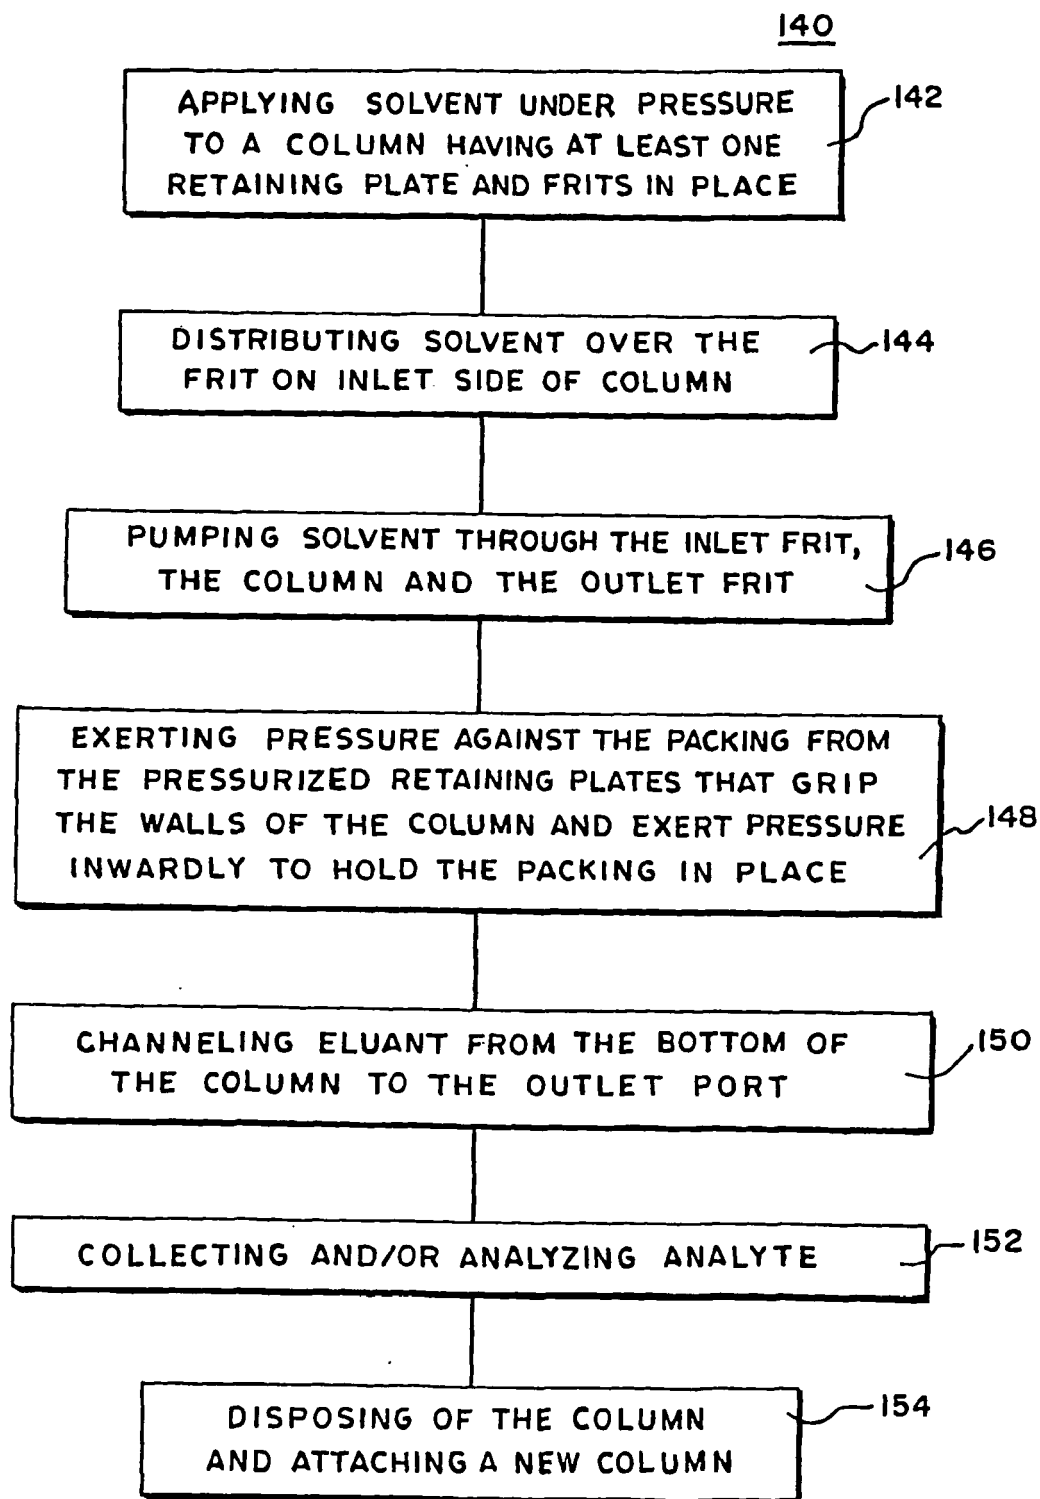 140
APPLYING SOLVENT UNDER PRESSURE
TO A COLUMN HAVING AT LEAST ONE
RETAINING PLATE AND FRITS IN PLACE
142
DISTRIBUTING SOLVENT OVER THE
FRIT ON INLET SIDE OF COLUMN
144
PUMPING SOLVENT THROUGH THE INLET FRIT,
THE COLUMN AND THE OUTLET FRIT
146
EXERTING PRESSURE AGAINST THE PACKING FROM
THE PRESSURIZED RETAINING PLATES THAT GRIP
THE WALLS OF THE COLUMN AND EXERT PRESSURE
INWARDLY TO HOLD THE PACKING IN PLACE
148
CHANNELING ELUANT FROM THE BOTTOM OF
THE COLUMN TO THE OUTLET PORT
150
COLLECTING AND/OR ANALYZING ANALYTE
152
DISPOSING OF THE COLUMN
AND ATTACHING A NEW COLUMN
154